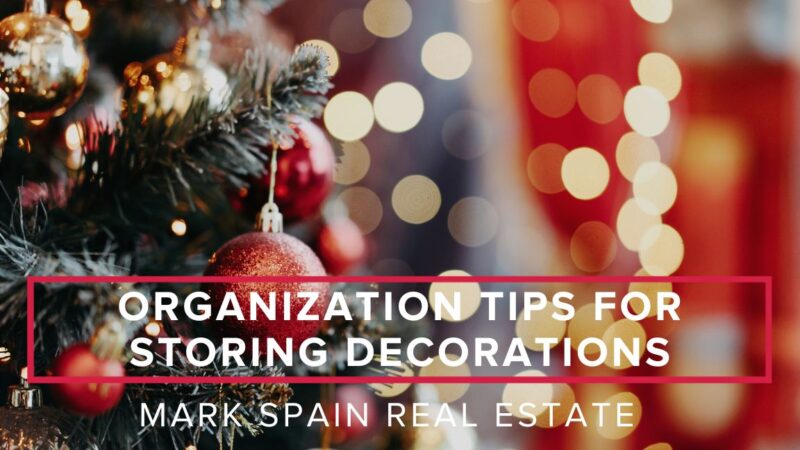 ORGANIZATION TIPS FOR
STORING DECORATIONS
MARK SPAIN REAL ESTATE